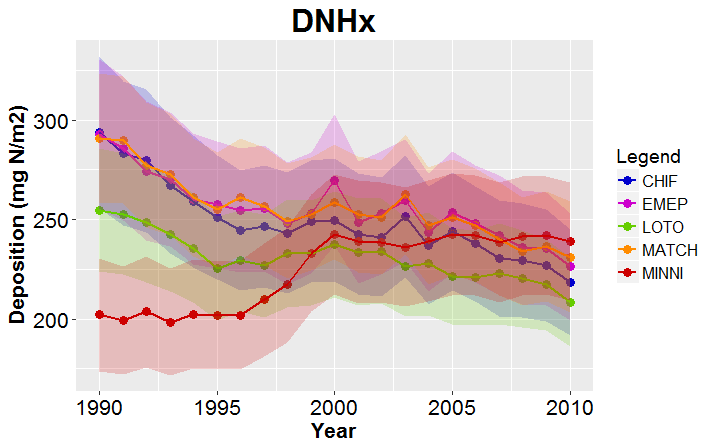 DNHx
Deposition (mg N/m2)
300
250
200
1990
1995
2000
2005
2010
Year
Legend
CHIF
EMEP
LOTO
MATCH
MINNI